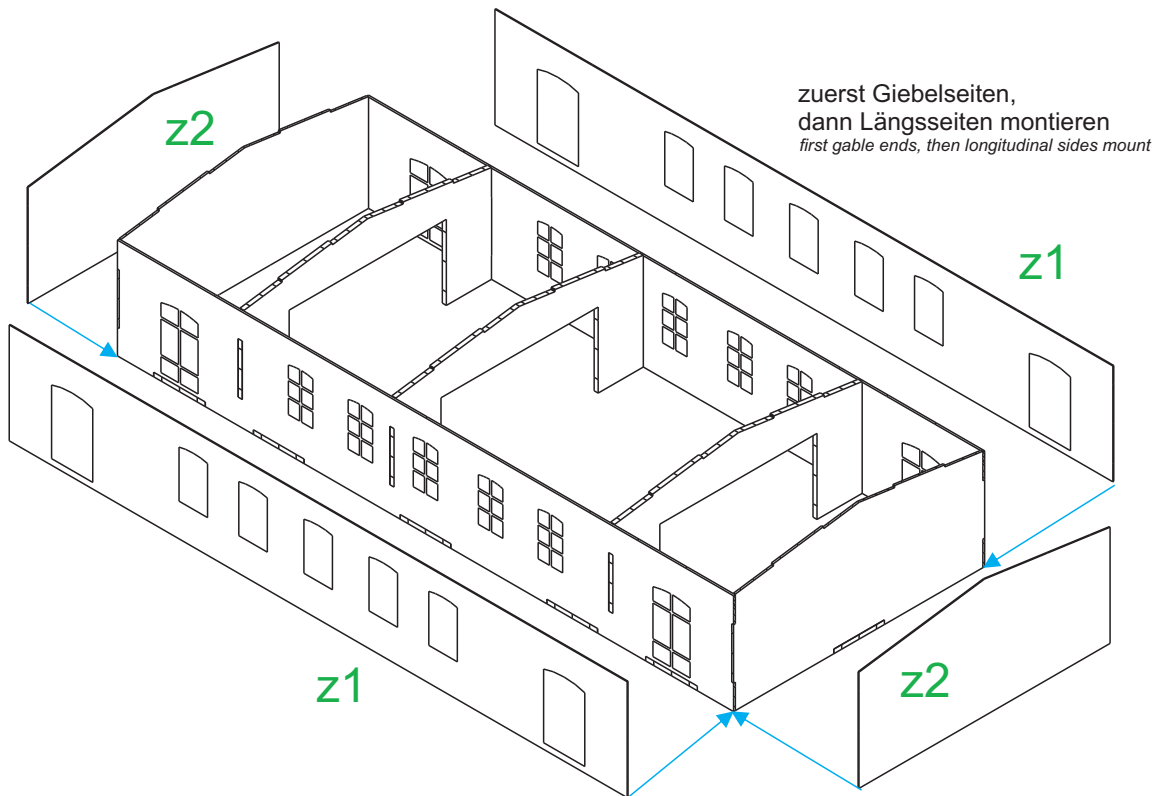 zuerst Giebelseiten,
dann Längsseiten montieren
first gable ends, then longitudinal sides mount
z2
z1
z1
z2